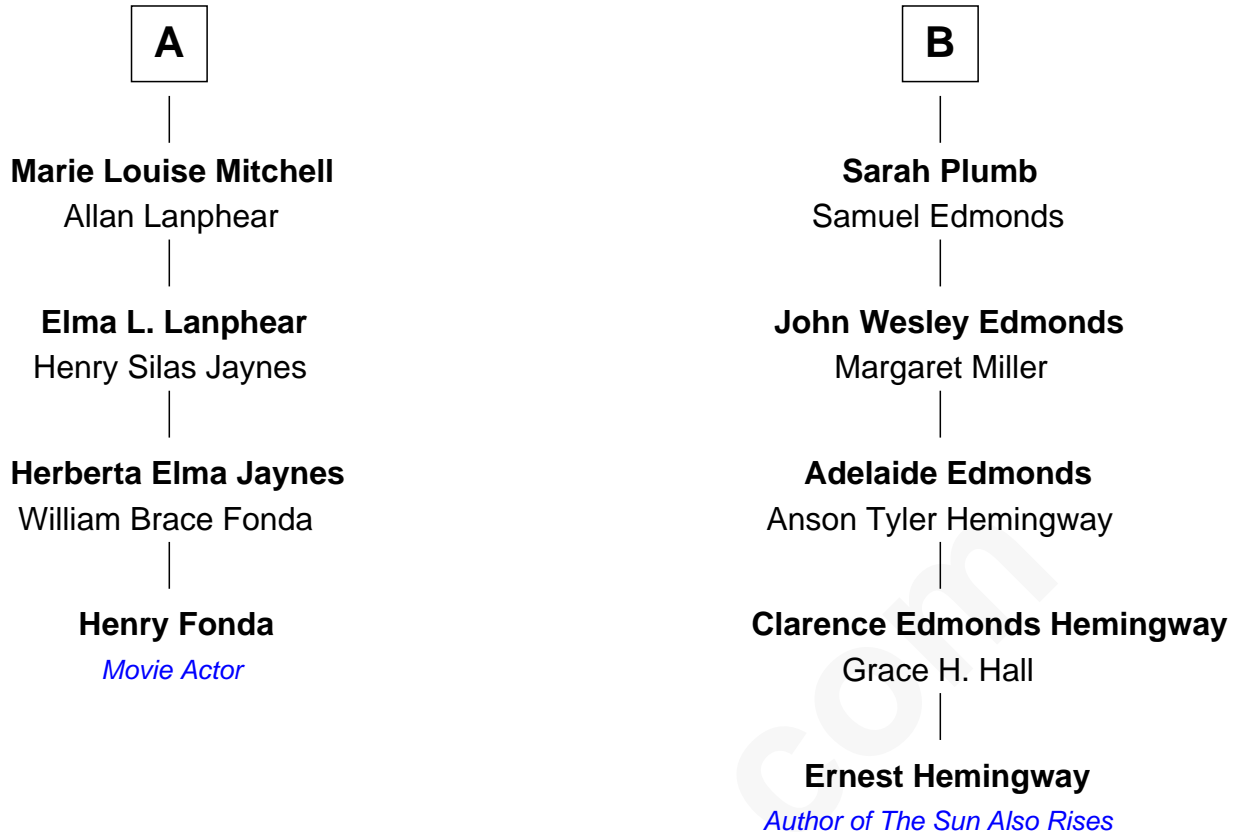 A
Marie Louise Mitchell
Allan Lanphear
Elma L. Lanphear
Henry Silas Jaynes
Herberta Elma Jaynes
William Brace Fonda
Henry Fonda
Movie Actor
B
Sarah Plumb
Samuel Edmonds
John Wesley Edmonds
Margaret Miller
Adelaide Edmonds
Anson Tyler Hemingway
Clarence Edmonds Hemingway
Grace H. Hall
Ernest Hemingway
Author of The Sun Also Rises
com